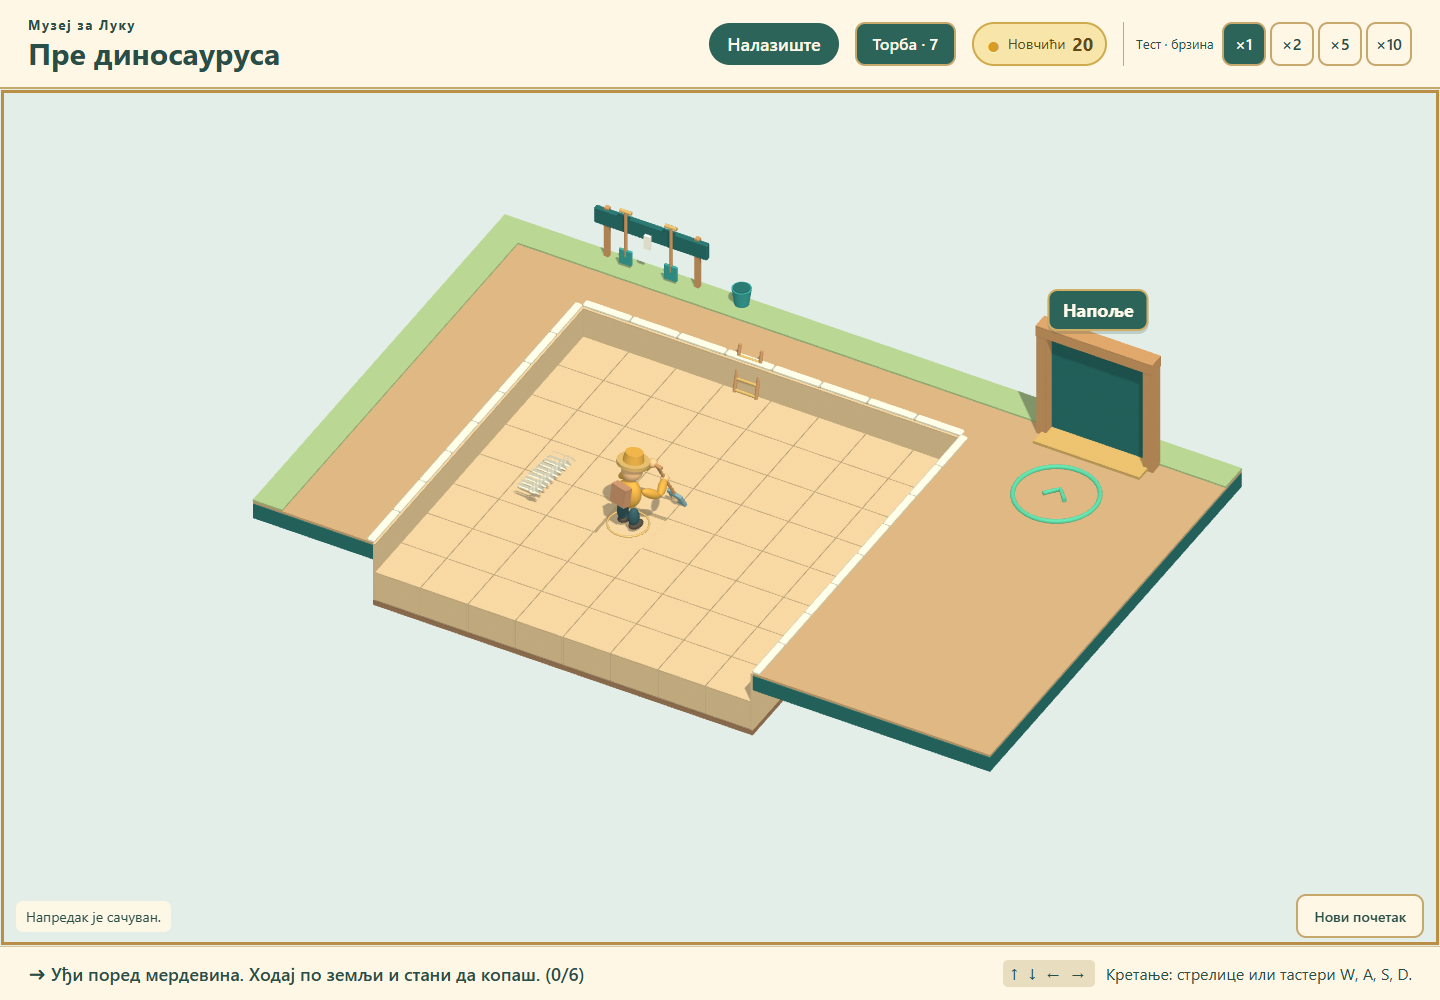 Музеј за Луку
Пре диносауруса
Налазиште
Торба · 7
Новчићи 20
Тест · брзина
×1
×2
×5
×10
Напоље
Напредак је сачуван.
Нови почетак
→ Уђи поред мердевина. Ходај по земљи и стани да копаш. (0/6)
↑ ↓ ← → Кретање: стрелице или тастери W, A, S, D.